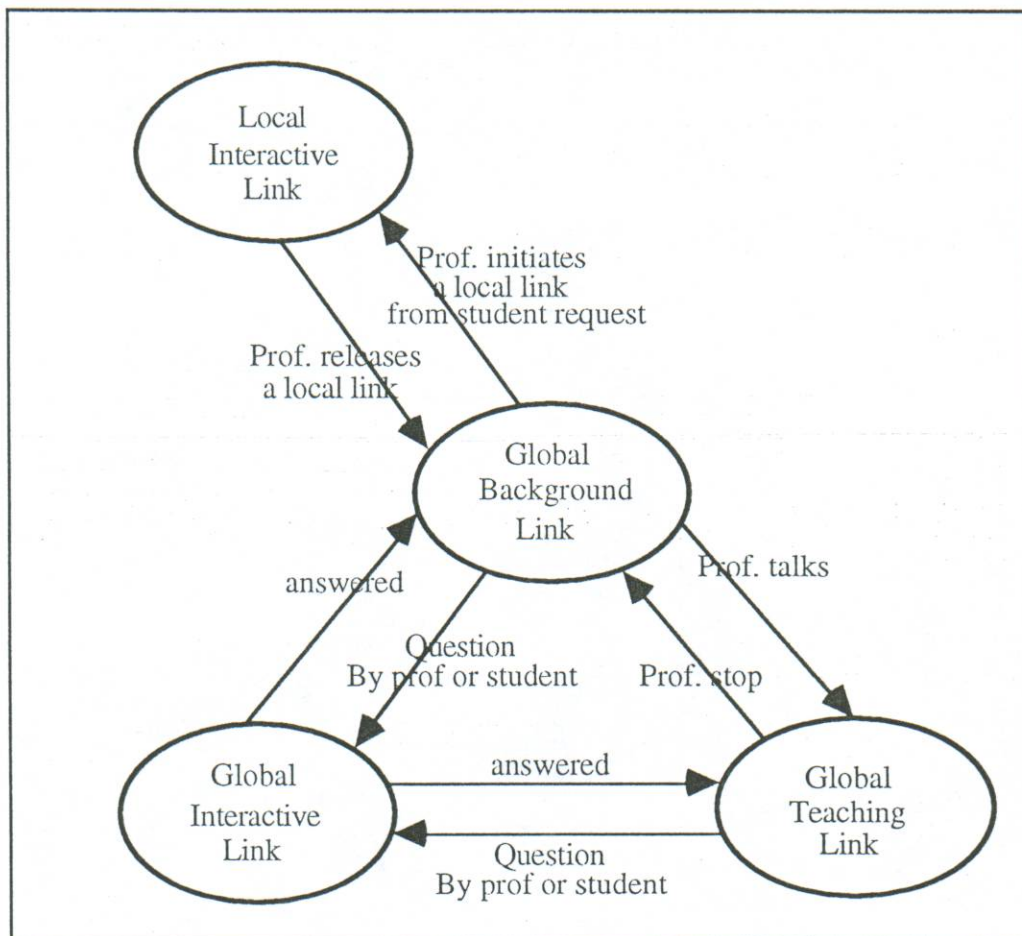 Local
Interactive
Link
Prof. initiates
a local link
from student request
Prof. releases
a local link
Global
Background
Link
answered
Prof. talks
Question
By prof or student
Prof. stop
Global
Interactive
Link
answered
Global
Teaching
Link
Question
By prof or student